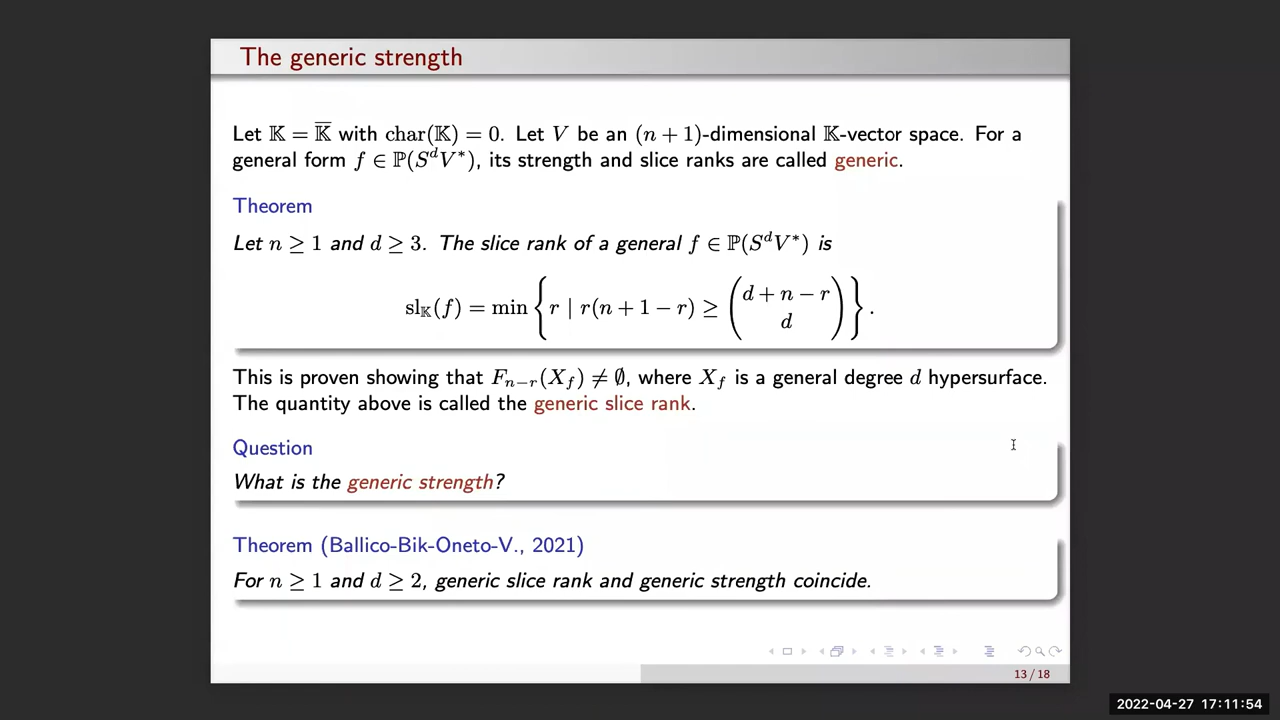 The generic strength
Let 𝕂 = 𝕂̅ with char(𝕂) = 0. Let V be an (n + 1)-dimensional 𝕂-vector space. For a
general form f ∈ ℙ(S^d V^*), its strength and slice ranks are called generic.
Theorem
Let n ≥ 1 and d ≥ 3. The slice rank of a general f ∈ ℙ(S^d V^*) is
sl_𝕂(f) = min { r | r(n + 1 − r) ≥ \binom{d + n − r}{d} } .
This is proven showing that F_{n−r}(X_f) ≠ ∅, where X_f is a general degree d hypersurface.
The quantity above is called the generic slice rank.
Question
What is the generic strength?
Theorem (Ballico-Bik-Oneto-V., 2021)
For n ≥ 1 and d ≥ 2, generic slice rank and generic strength coincide.
13 / 18
2022-04-27 17:11:54